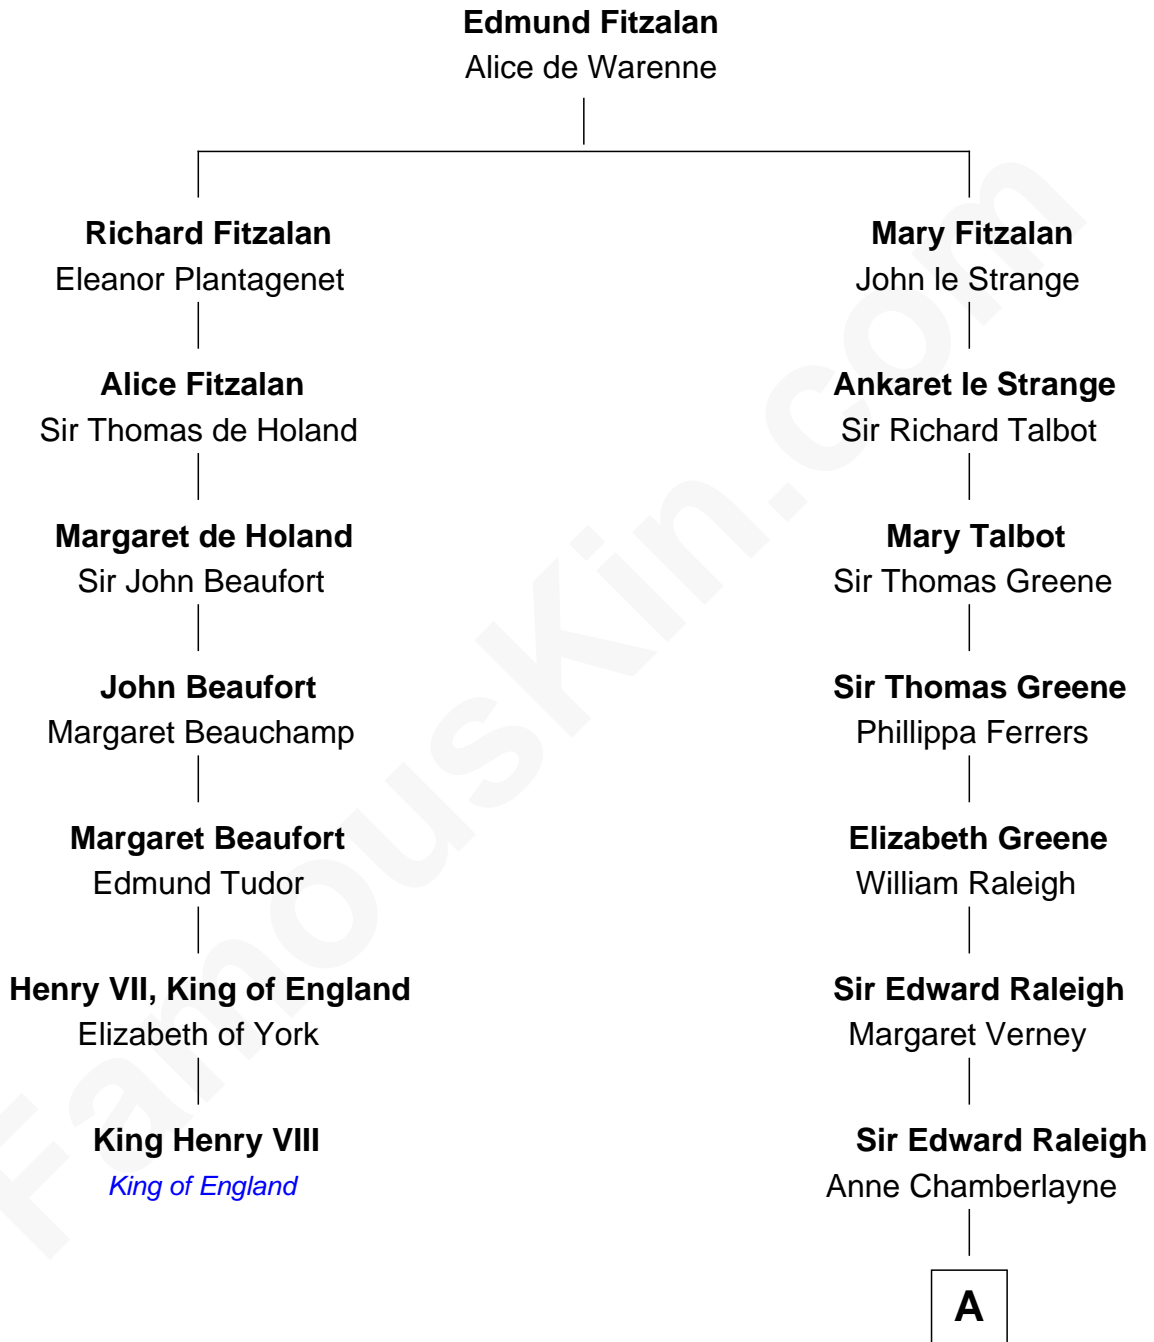 Edmund Fitzalan
Alice de Warenne
Richard Fitzalan
Eleanor Plantagenet
Mary Fitzalan
John le Strange
Alice Fitzalan
Sir Thomas de Holand
Ankaret le Strange
Sir Richard Talbot
Margaret de Holand
Sir John Beaufort
Mary Talbot
Sir Thomas Greene
John Beaufort
Margaret Beauchamp
Sir Thomas Greene
Phillippa Ferrers
Margaret Beaufort
Edmund Tudor
Elizabeth Greene
William Raleigh
Henry VII, King of England
Elizabeth of York
Sir Edward Raleigh
Margaret Verney
King Henry VIII
King of England
Sir Edward Raleigh
Anne Chamberlayne
A
FamousKin.com